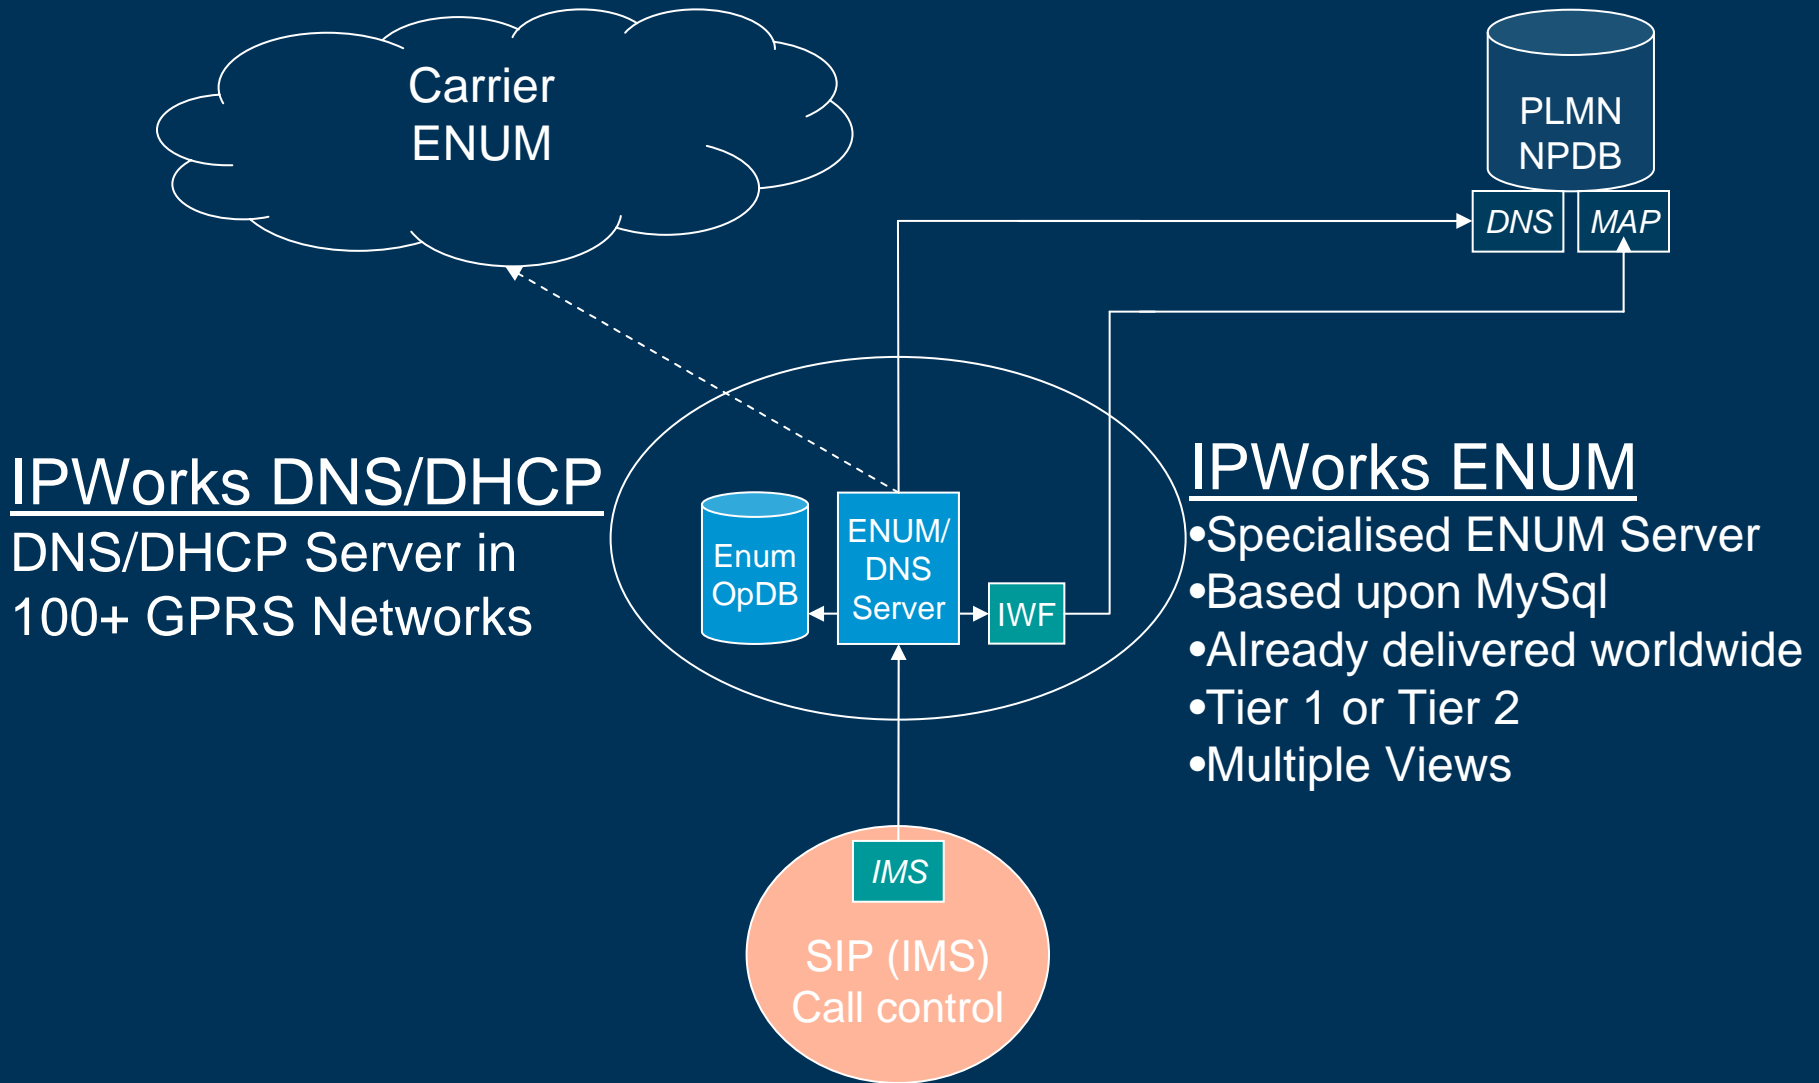 Carrier
ENUM
PLMN
NPDB
DNS
MAP
IPWorks DNS/DHCP
DNS/DHCP Server in
100+ GPRS Networks
Enum
OpDB
ENUM/
DNS
Server
IWF
IPWorks ENUM
•Specialised ENUM Server
•Based upon MySql
•Already delivered worldwide
•Tier 1 or Tier 2
•Multiple Views
IMS
SIP (IMS)
Call control